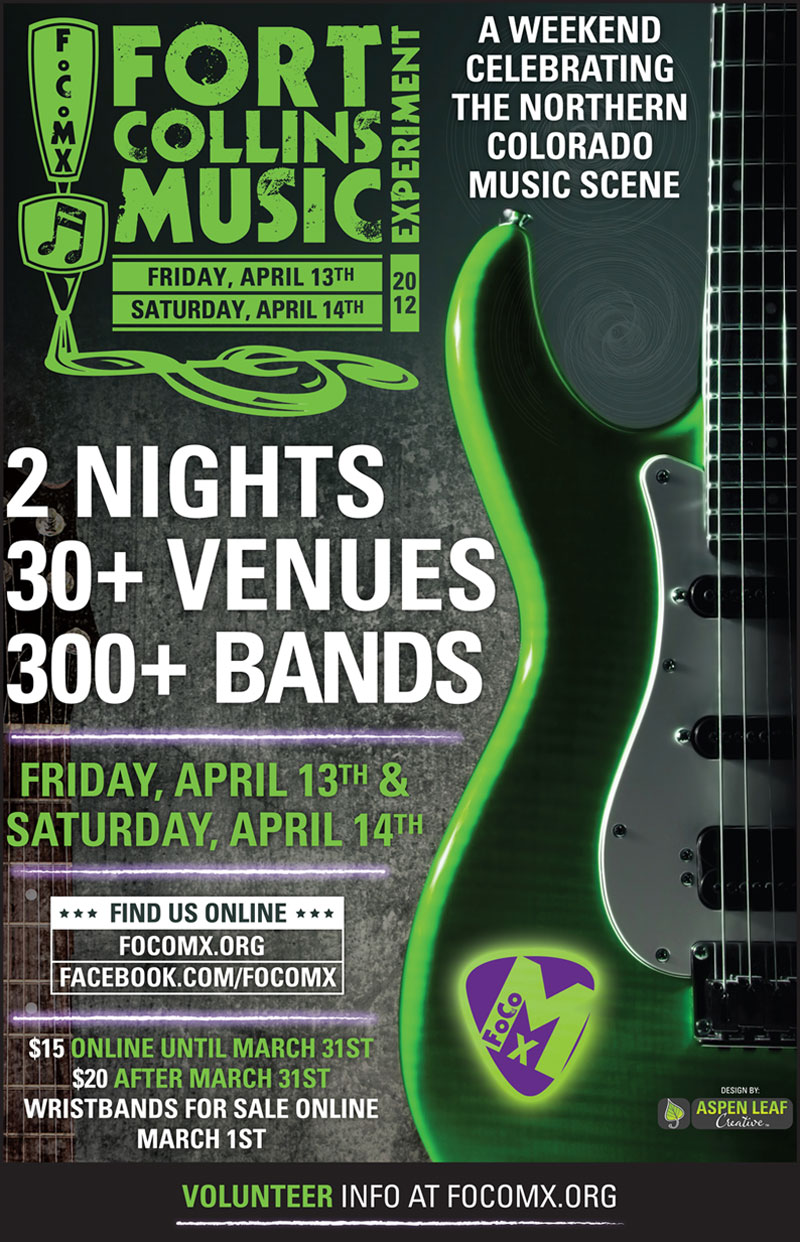 FoCoMX
FORT
COLLINS
MUSIC
EXPERIMENT
FRIDAY, APRIL 13TH
SATURDAY, APRIL 14TH
20
12
A WEEKEND
CELEBRATING
THE NORTHERN
COLORADO
MUSIC SCENE
2 NIGHTS
30+ VENUES
300+ BANDS
FRIDAY, APRIL 13TH &
SATURDAY, APRIL 14TH
*** FIND US ONLINE ***
FOCOMX.ORG
FACEBOOK.COM/FOCOMX
$15 ONLINE UNTIL MARCH 31ST
$20 AFTER MARCH 31ST
WRISTBANDS FOR SALE ONLINE
MARCH 1ST
FoCo
M
X
DESIGN BY:
ASPEN LEAF
Creative™
VOLUNTEER INFO AT FOCOMX.ORG